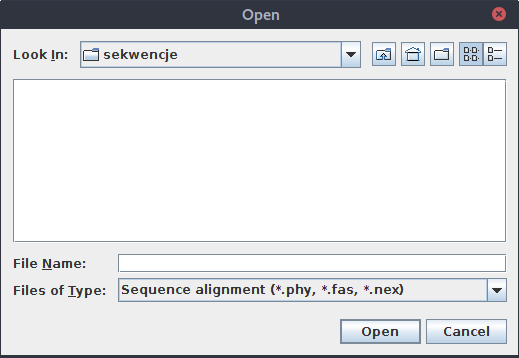 Open
Look In: sekwencje
File Name:
Files of Type: Sequence alignment (*.phy, *.fas, *.nex)
Open Cancel